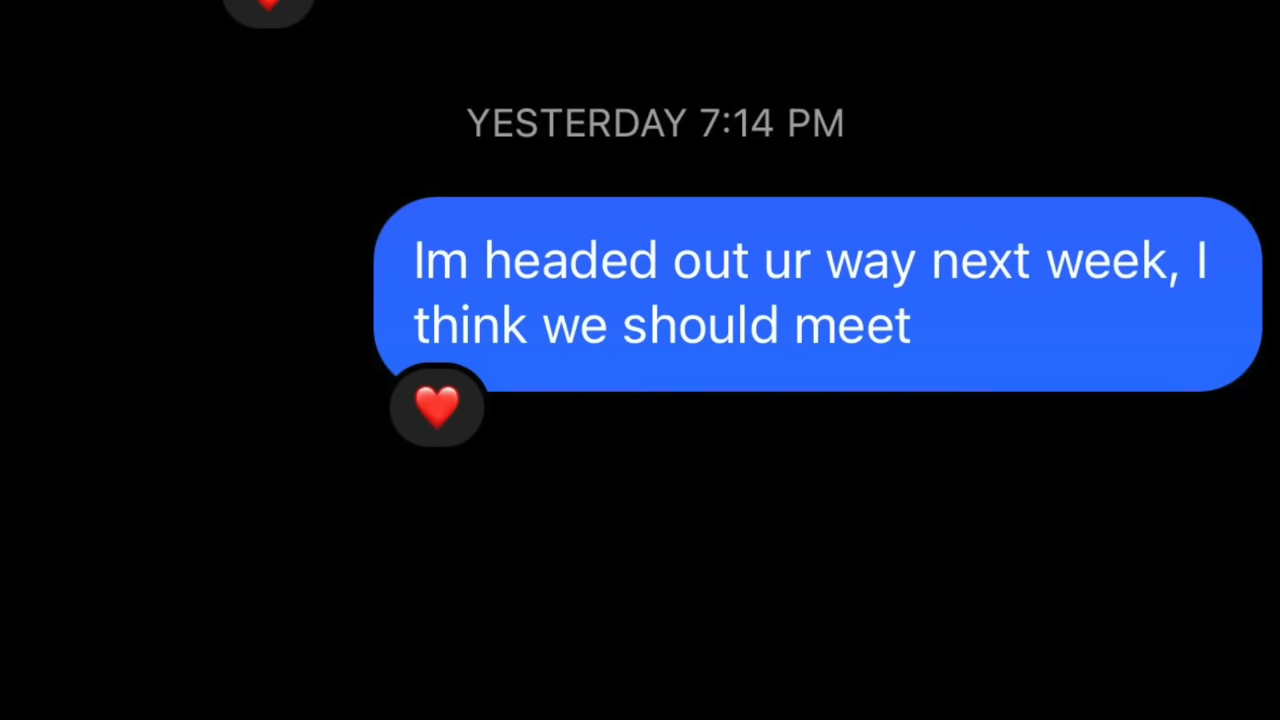 YESTERDAY 7:14 PM
Im headed out ur way next week, I
think we should meet